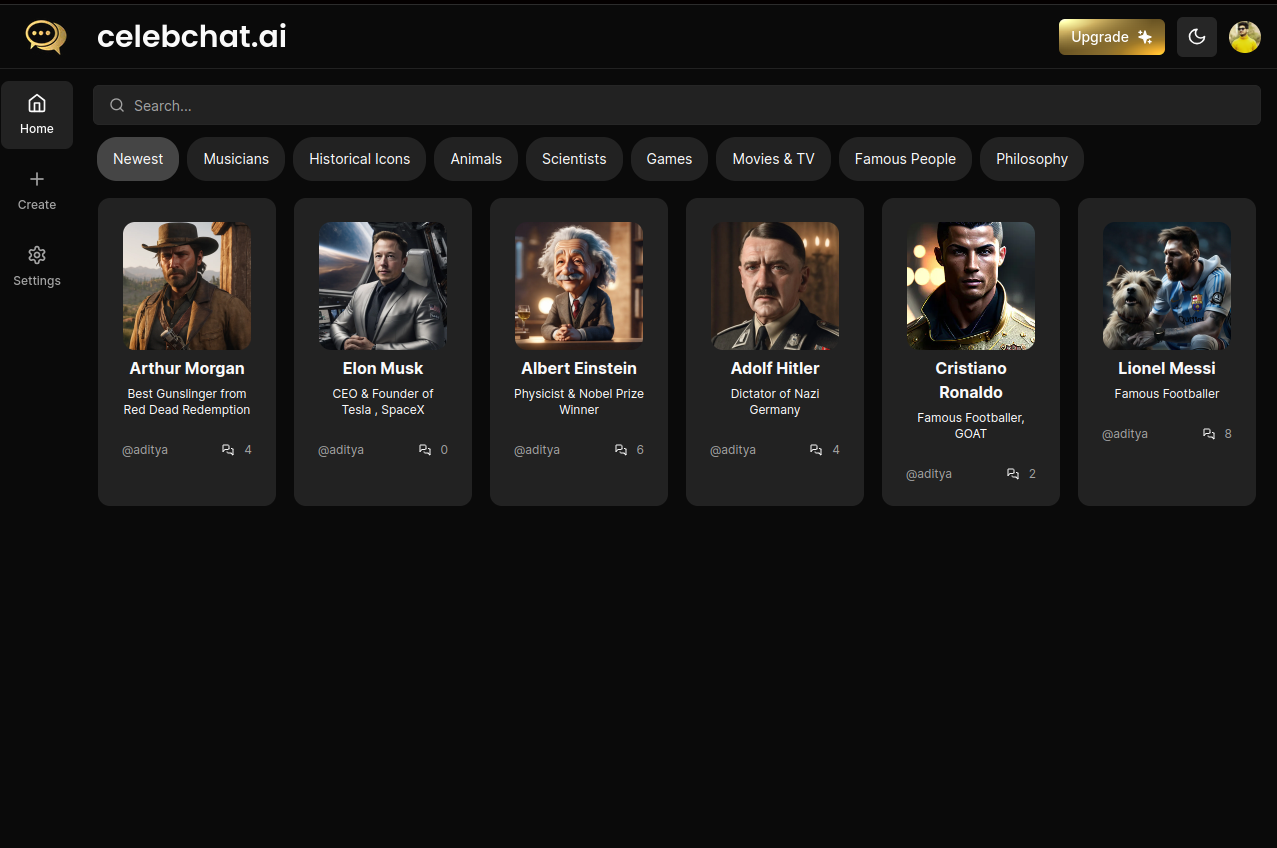 celebchat.ai
Upgrade
Home
Create
Settings
Search...
Newest
Musicians
Historical Icons
Animals
Scientists
Games
Movies & TV
Famous People
Philosophy
Arthur Morgan
Best Gunslinger from
Red Dead Redemption
@aditya
4
Elon Musk
CEO & Founder of
Tesla , SpaceX
@aditya
0
Albert Einstein
Physicist & Nobel Prize
Winner
@aditya
6
Adolf Hitler
Dictator of Nazi
Germany
@aditya
4
Cristiano
Ronaldo
Famous Footballer,
GOAT
@aditya
2
Lionel Messi
Famous Footballer
@aditya
8